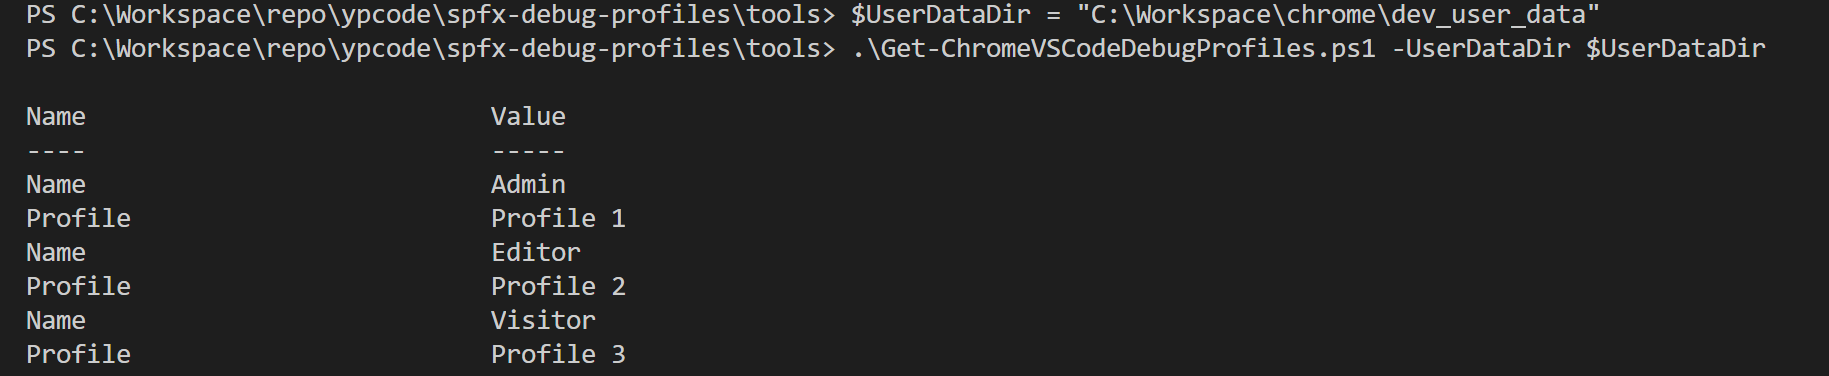 PS C:\Workspace\repo\ypcode\spfx-debug-profiles\tools> $UserDataDir = "C:\Workspace\chrome\dev_user_data"
PS C:\Workspace\repo\ypcode\spfx-debug-profiles\tools> .\Get-ChromeVSCodeDebugProfiles.ps1 -UserDataDir $UserDataDir
Name Value
---- -----
Name Admin
Profile Profile 1
Name Editor
Profile Profile 2
Name Visitor
Profile Profile 3